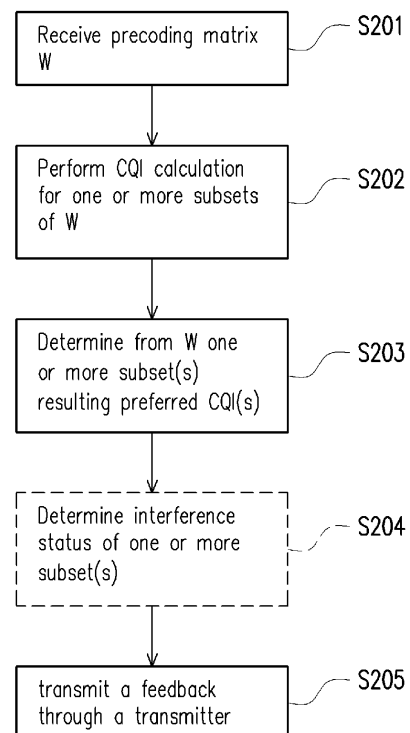 Receive precoding matrix
W
S201
Perform CQI calculation
for one or more subsets
of W
S202
Determine from W one
or more subset(s)
resulting preferred CQI(s)
S203
Determine interference
status of one or more
subset(s)
S204
transmit a feedback
through a transmitter
S205